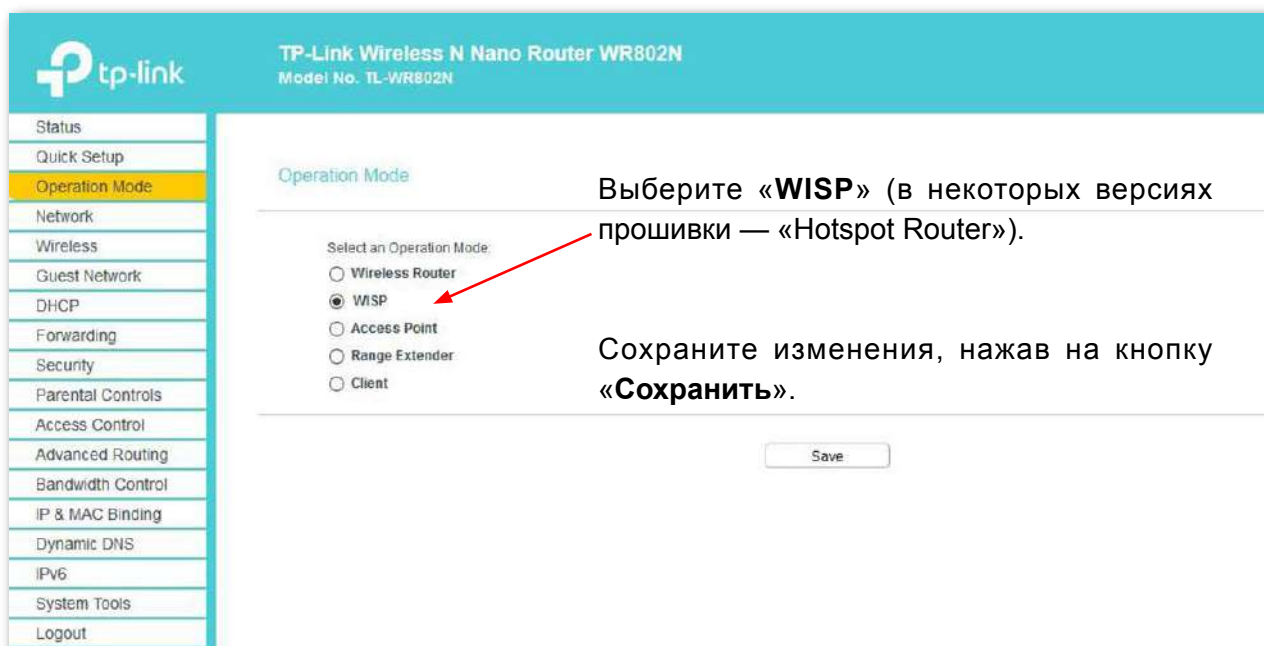 tp-link
TP-Link Wireless N Nano Router WR802N
Model No. TL-WR802N
Status
Quick Setup
Operation Mode
Network
Wireless
Guest Network
DHCP
Forwarding
Security
Parental Controls
Access Control
Advanced Routing
Bandwidth Control
IP & MAC Binding
Dynamic DNS
IPv6
System Tools
Logout
Operation Mode
Select an Operation Mode:
Wireless Router
WISP
Access Point
Range Extender
Client
Выберите «WISP» (в некоторых версиях
прошивки — «Hotspot Router»).
Сохраните изменения, нажав на кнопку
«Сохранить».
Save